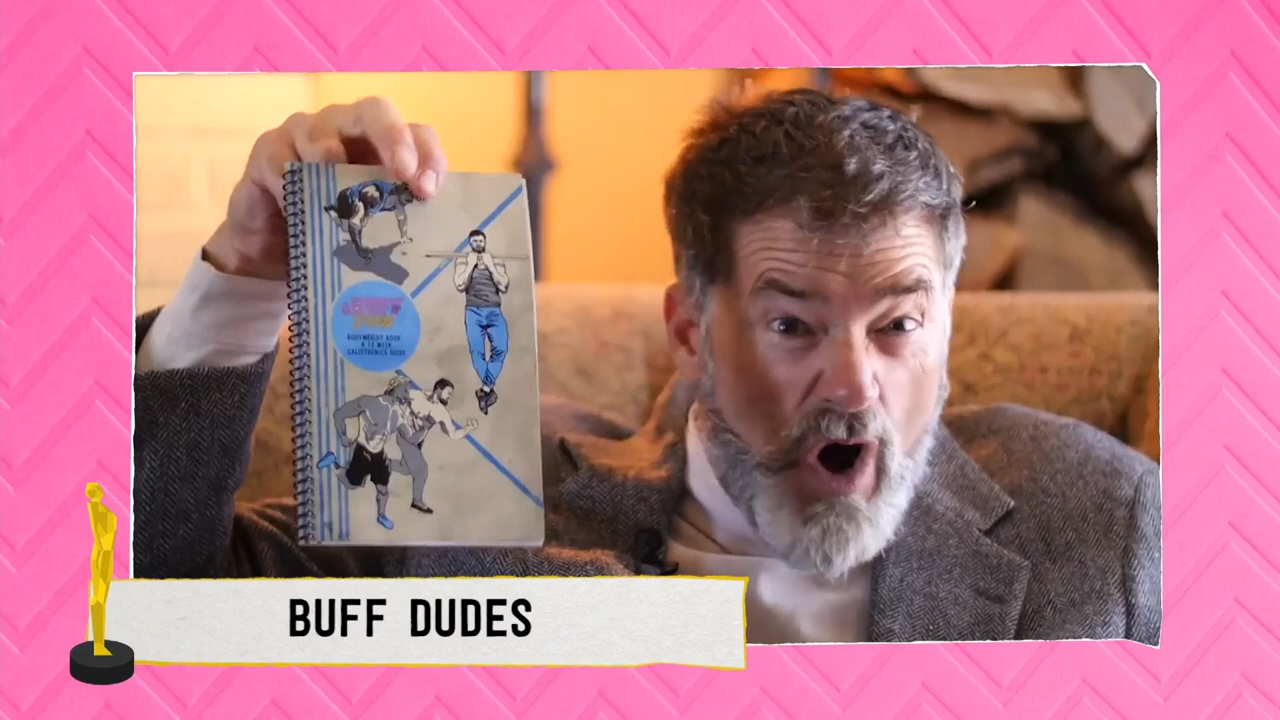 BODYWEIGHT BOOK
& 12 WEEK
CALISTHENICS GUIDE
BUFF DUDES